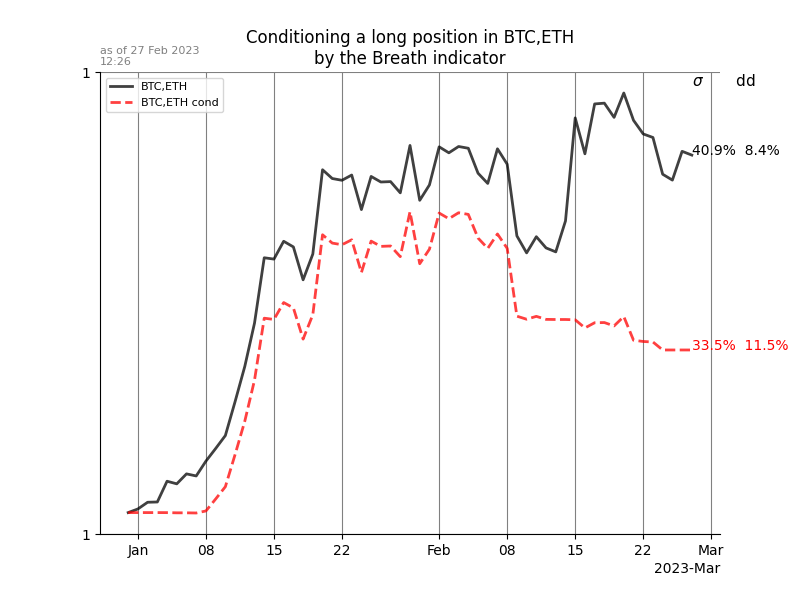 Conditioning a long position in BTC,ETH
by the Breath indicator
as of 27 Feb 2023
12:26
1
σ dd
BTC,ETH
BTC,ETH cond
40.9% 8.4%
33.5% 11.5%
1
Jan 08 15 22 Feb 08 15 22 Mar
2023-Mar